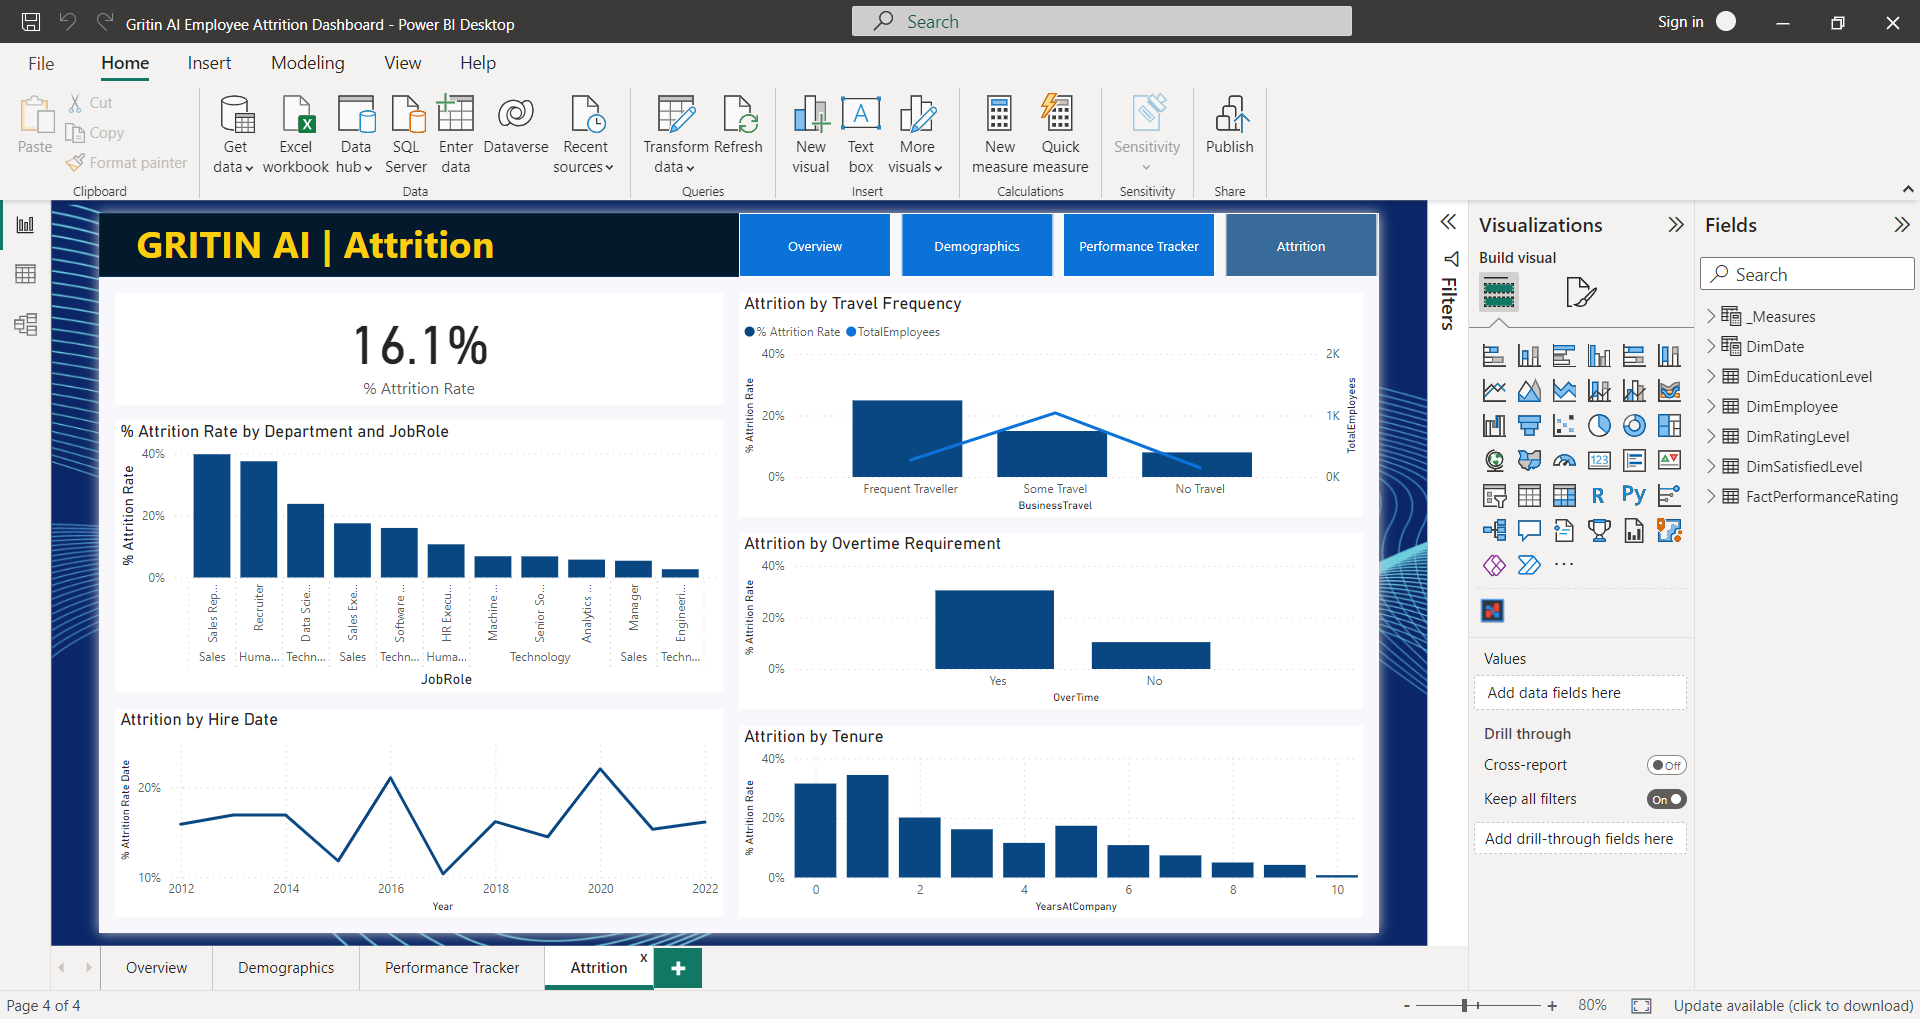 Gritin AI Employee Attrition Dashboard - Power BI Desktop
Search
Sign in
File Home Insert Modeling View Help
Paste
Cut
Copy
Format painter
Clipboard
Get data
Excel workbook
Data hub
SQL Server
Enter data
Dataverse
Recent sources
Data
Transform data
Refresh
Queries
New visual
Text box
More visuals
Insert
New measure
Quick measure
Calculations
Sensitivity
Sensitivity
Publish
Share
GRITIN AI | Attrition
Overview
Demographics
Performance Tracker
Attrition
16.1%
% Attrition Rate
% Attrition Rate by Department and JobRole
% Attrition Rate
40%
20%
0%
Sales Rep...
Recruiter
Data Scie...
Sales Exe...
Software ...
HR Execu...
Machine ...
Senior So...
Analytics ...
Manager
Engineeri...
Sales Huma... Techn... Sales Techn... Huma... Technology Sales Techn...
JobRole
Attrition by Hire Date
% Attrition Rate Date
20%
10%
2012 2014 2016 2018 2020 2022
Year
Attrition by Travel Frequency
% Attrition Rate TotalEmployees
% Attrition Rate
40%
20%
0%
2K
1K
0K
TotalEmployees
Frequent Traveller Some Travel No Travel
BusinessTravel
Attrition by Overtime Requirement
% Attrition Rate
40%
20%
0%
Yes No
OverTime
Attrition by Tenure
% Attrition Rate
40%
20%
0%
0 2 4 6 8 10
YearsAtCompany
Filters
Visualizations
Build visual
123
R
Py
...
Values
Add data fields here
Drill through
Cross-report
Off
Keep all filters
On
Add drill-through fields here
Fields
Search
_Measures
DimDate
DimEducationLevel
DimEmployee
DimRatingLevel
DimSatisfiedLevel
FactPerformanceRating
Overview
Demographics
Performance Tracker
Attrition
x
+
Page 4 of 4
- + 80%
Update available (click to download)